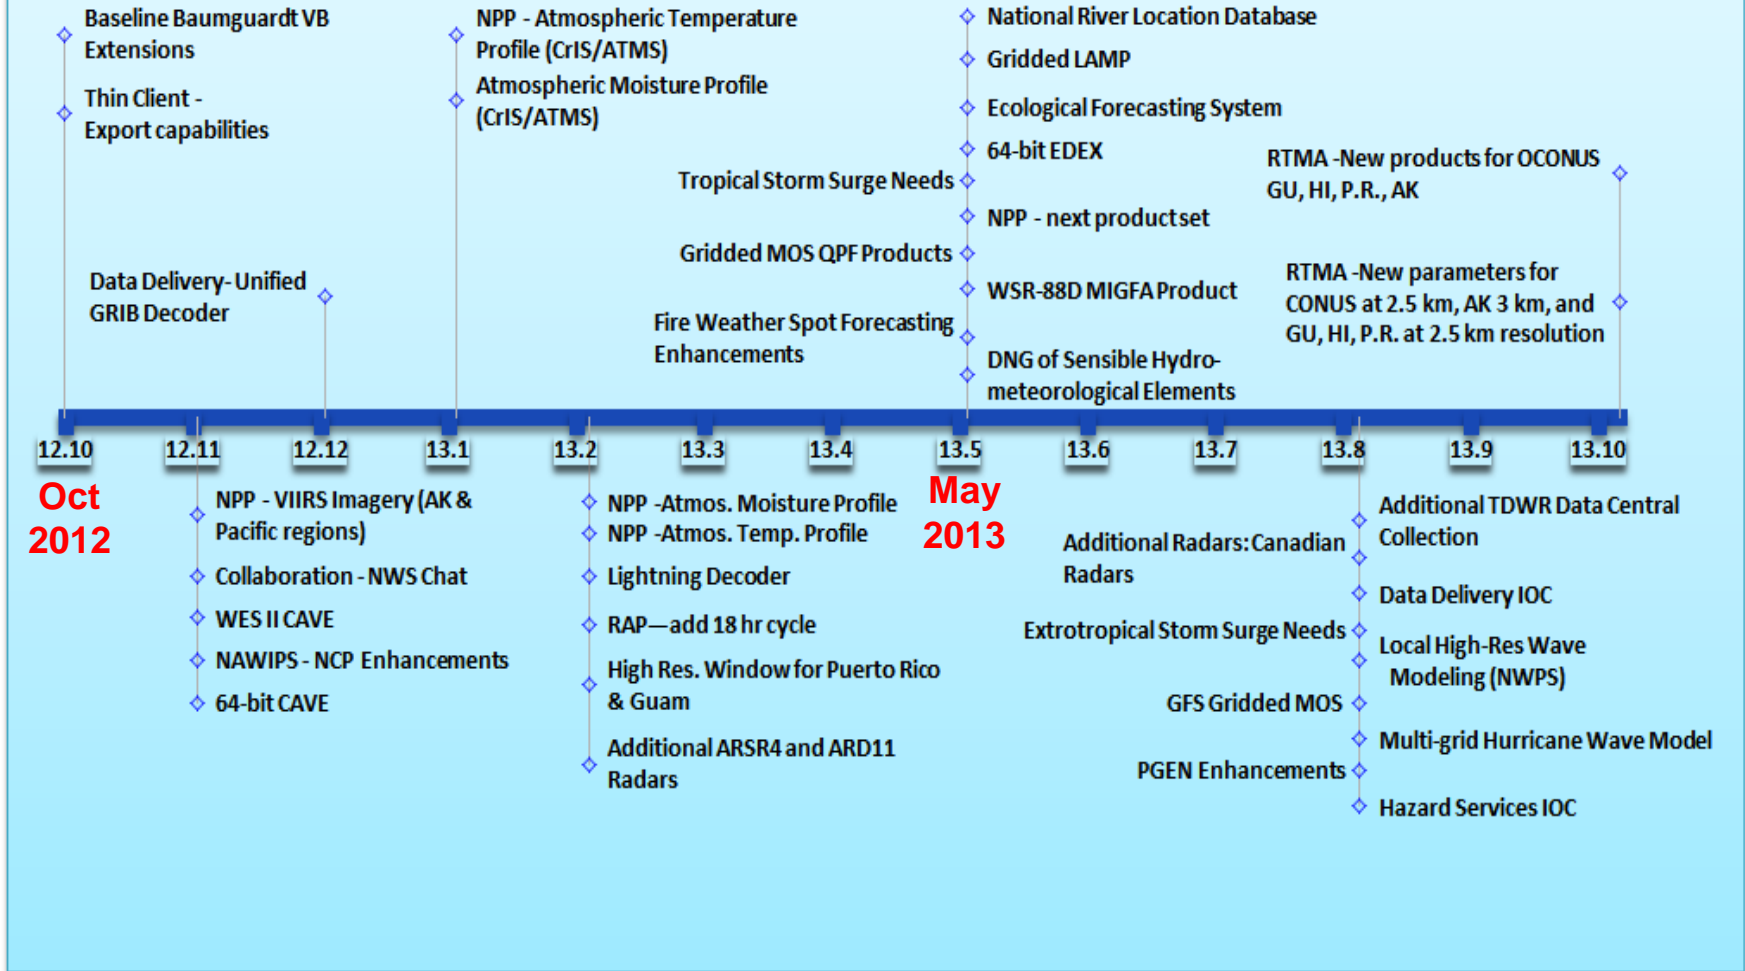 Baseline Baumguardt VB
Extensions
Thin Client -
Export capabilities
Data Delivery- Unified
GRIB Decoder
NPP - Atmospheric Temperature
Profile (CrIS/ATMS)
Atmospheric Moisture Profile
(CrIS/ATMS)
National River Location Database
Gridded LAMP
Ecological Forecasting System
64-bit EDEX
Tropical Storm Surge Needs
NPP - next product set
Gridded MOS QPF Products
WSR-88D MIGFA Product
Fire Weather Spot Forecasting
Enhancements
DNG of Sensible Hydro-
meteorological Elements
RTMA -New products for OCONUS
GU, HI, P.R., AK
RTMA -New parameters for
CONUS at 2.5 km, AK 3 km, and
GU, HI, P.R. at 2.5 km resolution
12.10 12.11 12.12 13.1 13.2 13.3 13.4 13.5 13.6 13.7 13.8 13.9 13.10
Oct
2012
May
2013
NPP - VIIRS Imagery (AK &
Pacific regions)
Collaboration - NWS Chat
WES II CAVE
NAWIPS - NCP Enhancements
64-bit CAVE
NPP -Atmos. Moisture Profile
NPP -Atmos. Temp. Profile
Lightning Decoder
RAP—add 18 hr cycle
High Res. Window for Puerto Rico
& Guam
Additional ARSR4 and ARD11
Radars
Additional TDWR Data Central
Collection
Additional Radars: Canadian
Radars
Data Delivery IOC
Extrotropical Storm Surge Needs
Local High-Res Wave
Modeling (NWPS)
GFS Gridded MOS
Multi-grid Hurricane Wave Model
PGEN Enhancements
Hazard Services IOC